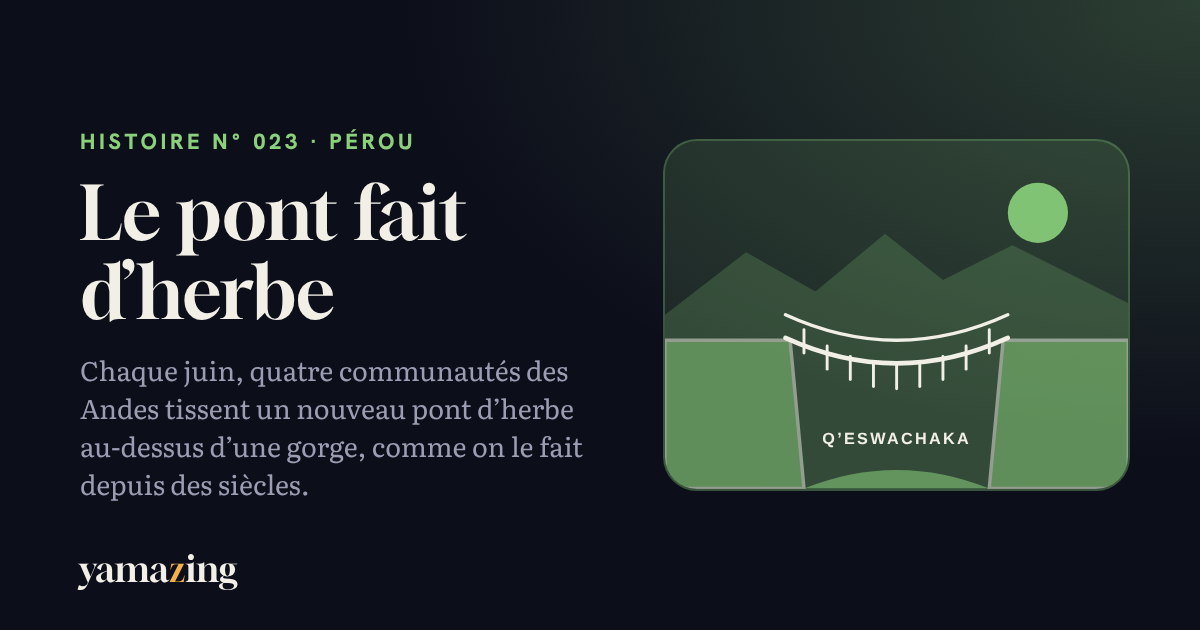 HISTOIRE N° 023 · PÉROU
Le pont fait
d’herbe
Chaque juin, quatre communautés des
Andes tissent un nouveau pont d’herbe
au-dessus d’une gorge, comme on le fait
depuis des siècles.
Q’ESWACHAKA
yamazing